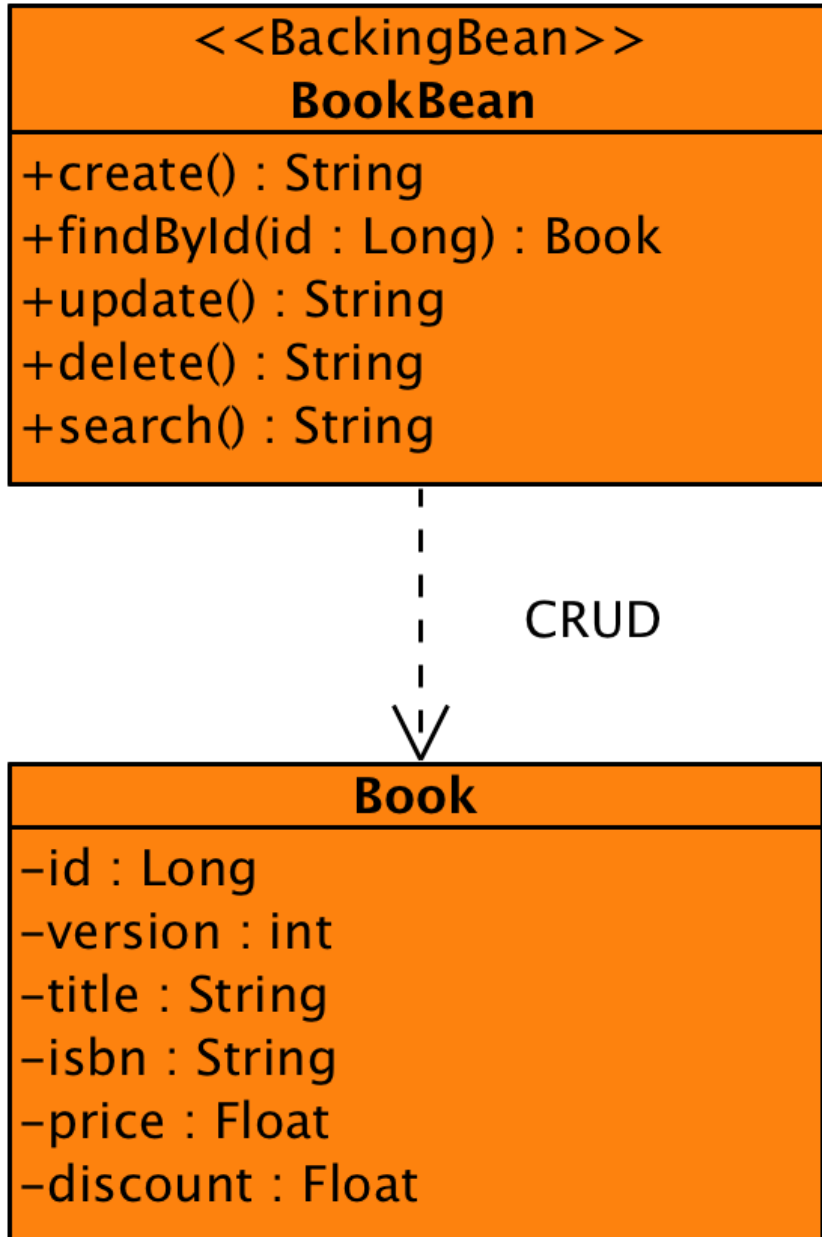 <<BackingBean>>
BookBean
+create() : String
+findById(id : Long) : Book
+update() : String
+delete() : String
+search() : String
CRUD
Book
-id : Long
-version : int
-title : String
-isbn : String
-price : Float
-discount : Float